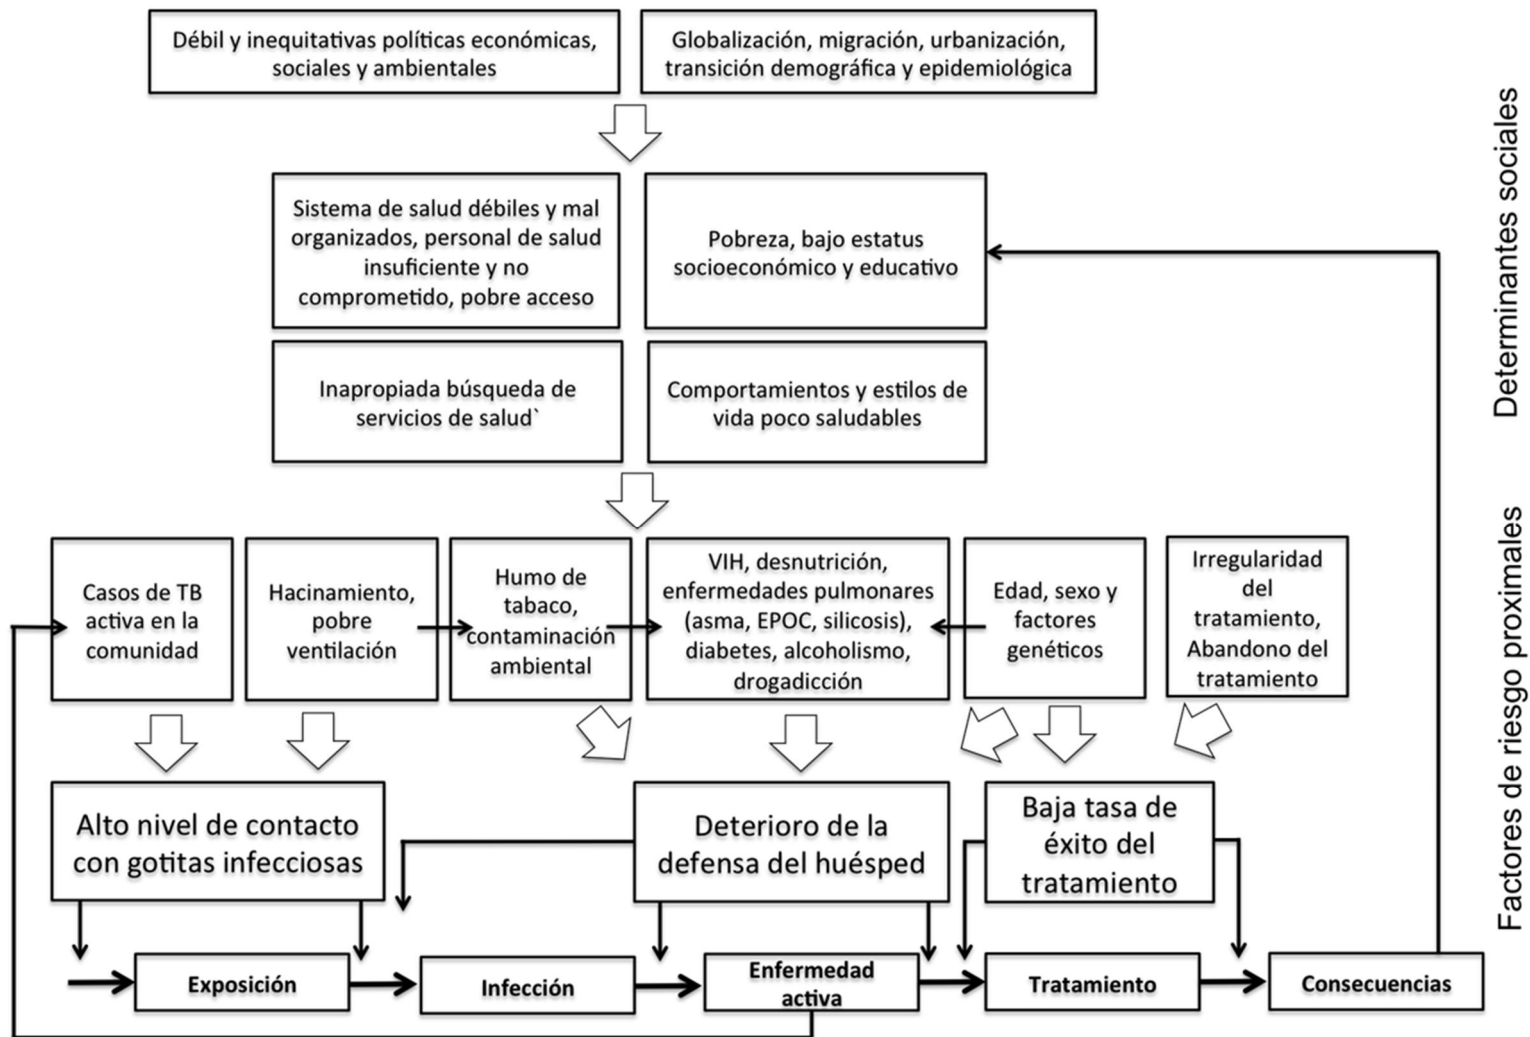 Débil y inequitativas políticas económicas,
sociales y ambientales
Globalización, migración, urbanización,
transición demográfica y epidemiológica
Sistema de salud débiles y mal
organizados, personal de salud
insuficiente y no
comprometido, pobre acceso
Pobreza, bajo estatus
socioeconómico y educativo
Inapropiada búsqueda de
servicios de salud`
Comportamientos y estilos de
vida poco saludables
Determinantes sociales
Casos de TB
activa en la
comunidad
Hacinamiento,
pobre
ventilación
Humo de
tabaco,
contaminación
ambiental
VIH, desnutrición,
enfermedades pulmonares
(asma, EPOC, silicosis),
diabetes, alcoholismo,
drogadicción
Edad, sexo y
factores
genéticos
Irregularidad
del
tratamiento,
Abandono del
tratamiento
Factores de riesgo proximales
Alto nivel de contacto
con gotitas infecciosas
Deterioro de la
defensa del huésped
Baja tasa de
éxito del
tratamiento
Exposición
Infección
Enfermedad
activa
Tratamiento
Consecuencias